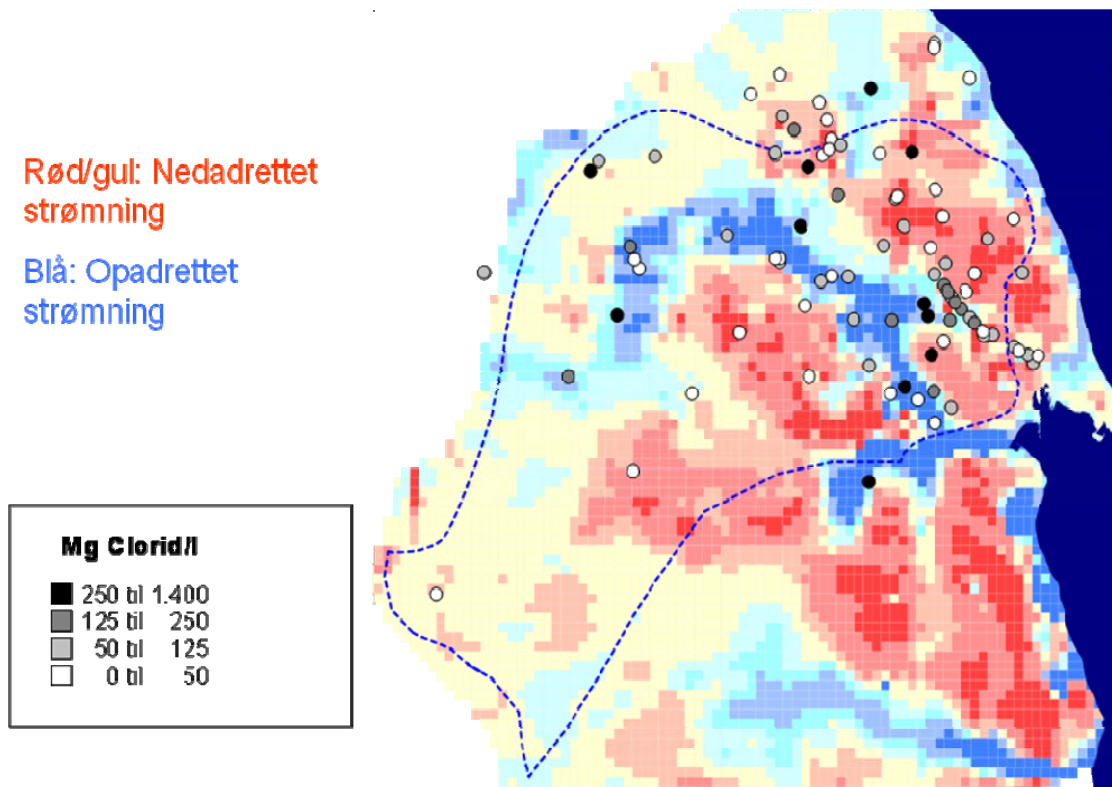 Rød/gul: Nedadrettet
strømning
Blå: Opadrettet
strømning
Mg Clorid/l
250 til 1.400
125 til 250
50 til 125
0 til 50